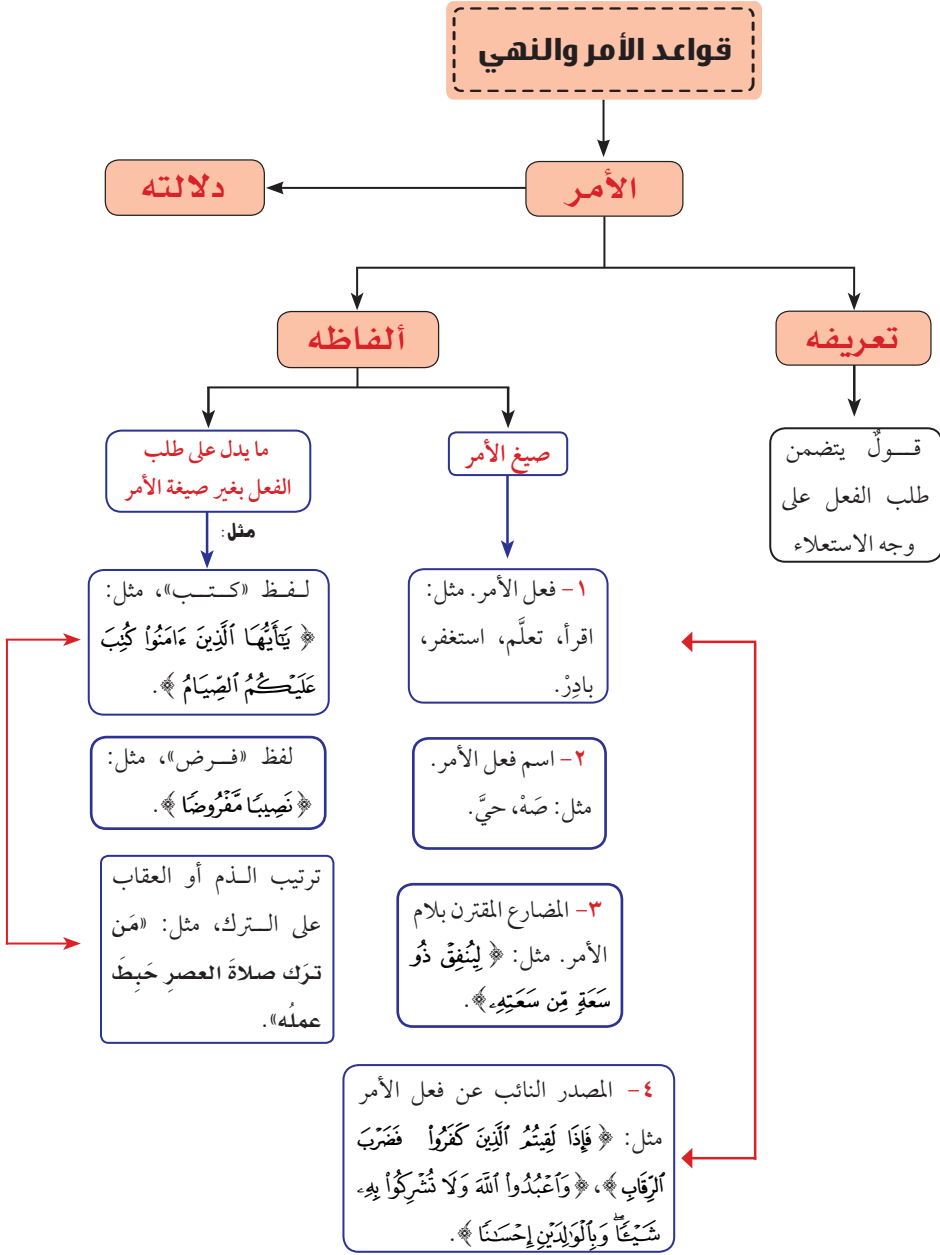 قواعد الأمر والنهي
الأمر
دلالته
تعريفه
قـــولٌ يتضمن
طلب الفعل على
وجه الاستعلاء
ألفاظه
صيغ الأمر
١- فعل الأمر. مثل:
اقرأ، تعلَّم، استغفر،
بادِرْ.
٢- اسم فعل الأمر.
مثل: صَهْ، حيَّ.
٣- المضارع المقترن بلام
الأمر. مثل: ﴿ لِيُنفِقْ ذُو
سَعَةٍ مِّن سَعَتِهِۦ﴾.
٤- المصدر النائب عن فعل الأمر
مثل: ﴿ فَإِذَا لَقِيتُمُ ٱلَّذِينَ كَفَرُوا۟ فَضَرْبَ
ٱلرِّقَابِ﴾، ﴿ وَٱعْبُدُوا۟ ٱللَّهَ وَلَا تُشْرِكُوا۟ بِهِۦ
شَيْـًٔا ۖ وَبِٱلْوَٰلِدَيْنِ إِحْسَـٰنًا ﴾.
ما يدل على طلب
الفعل بغير صيغة الأمر
مثل:
لـفـظ «كـتـــب»، مثل:
﴿ يَـٰٓأَيُّهَا ٱلَّذِينَ ءَامَنُوا۟ كُتِبَ
عَلَيْكُمُ ٱلصِّيَامُ ﴾.
لفظ «فـــرض»، مثل:
﴿ نَصِيبًا مَّفْرُوضًا ﴾.
ترتيب الـذم أو العقاب
على الـــترك، مثل: «مَن
ترَك صلاةَ العصرِ حَبِطَ
عملُه».